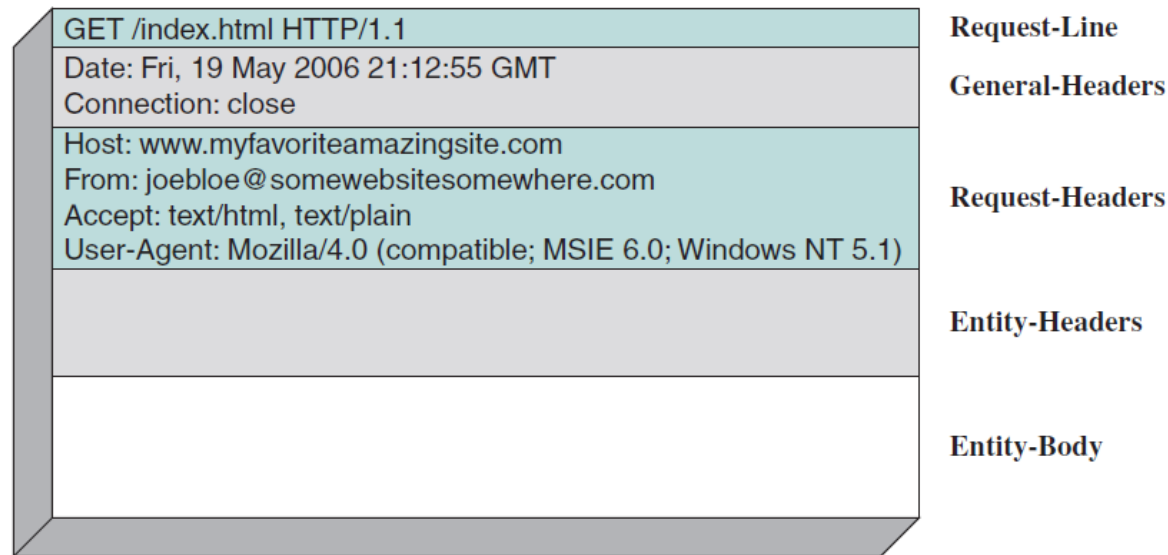 GET /index.html HTTP/1.1
Request-Line
Date: Fri, 19 May 2006 21:12:55 GMT
Connection: close
General-Headers
Host: www.myfavoriteamazingsite.com
From: joebloe@somewebsitesomewhere.com
Accept: text/html, text/plain
User-Agent: Mozilla/4.0 (compatible; MSIE 6.0; Windows NT 5.1)
Request-Headers
Entity-Headers
Entity-Body